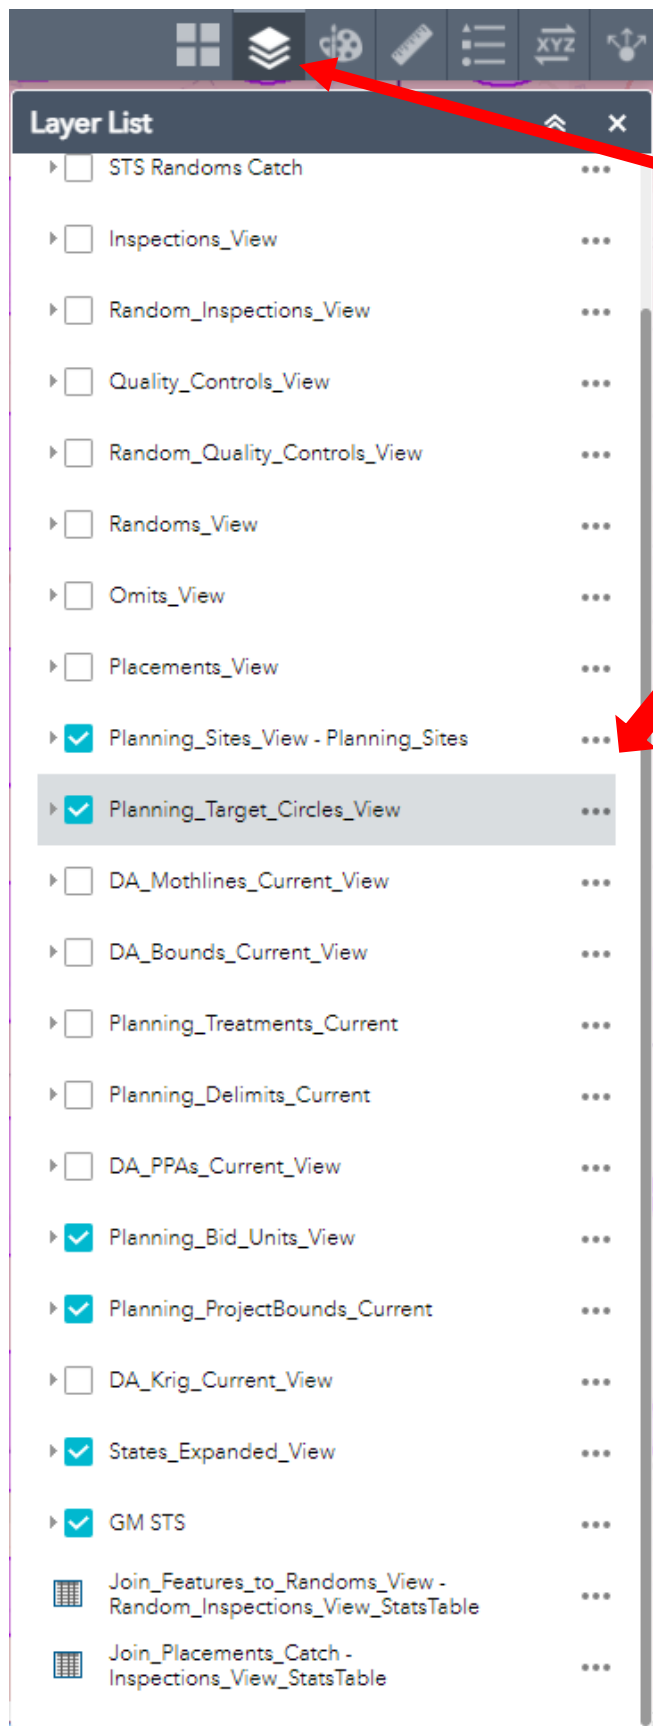 XYZ
Layer List
STS Randoms Catch
Inspections_View
Random_Inspections_View
Quality_Controls_View
Random_Quality_Controls_View
Randoms_View
Omits_View
Placements_View
Planning_Sites_View - Planning_Sites
Planning_Target_Circles_View
DA_Mothlines_Current_View
DA_Bounds_Current_View
Planning_Treatments_Current
Planning_Delimits_Current
DA_PPAs_Current_View
Planning_Bid_Units_View
Planning_ProjectBounds_Current
DA_Krig_Current_View
States_Expanded_View
GM STS
Join_Features_to_Randoms_View -
Random_Inspections_View_StatsTable
Join_Placements_Catch -
Inspections_View_StatsTable